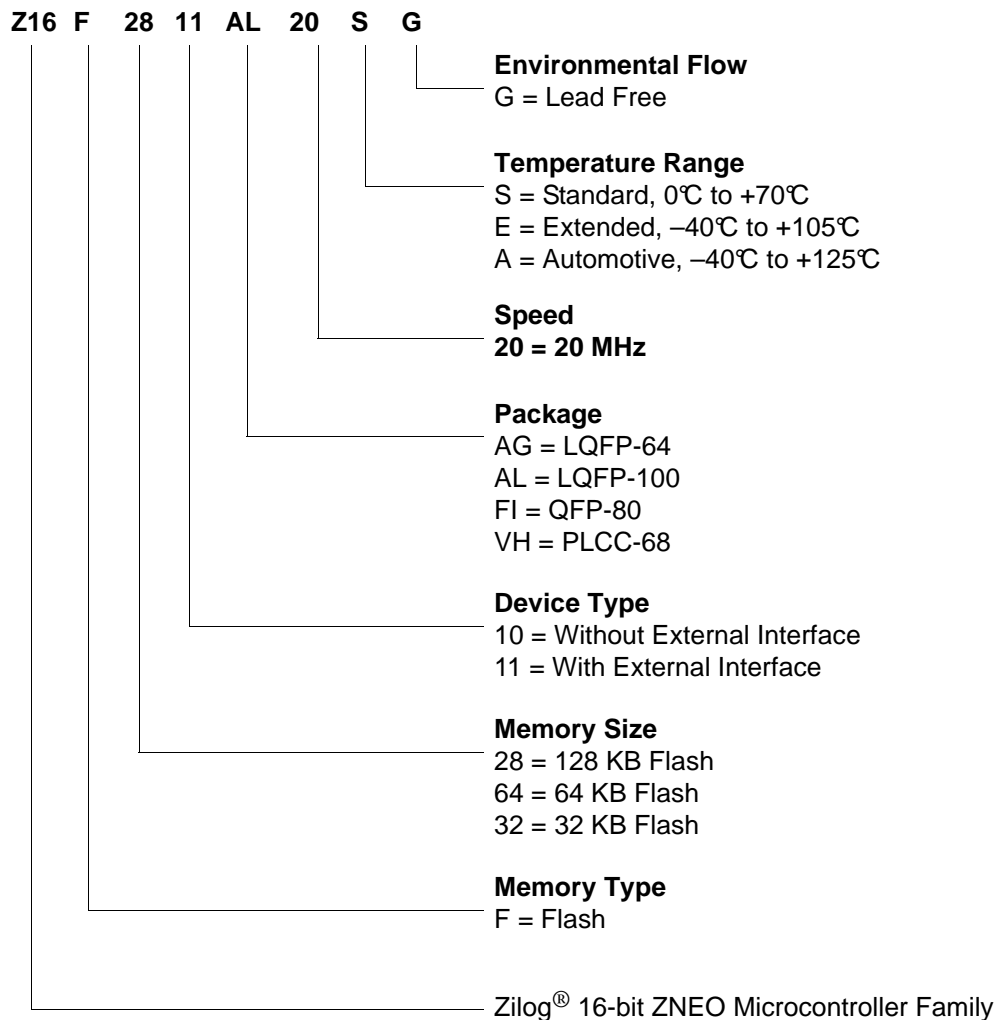 Z16 F 28 11 AL 20 S G
Environmental Flow
G = Lead Free
Temperature Range
S = Standard, 0°C to +70°C
E = Extended, –40°C to +105°C
A = Automotive, –40°C to +125°C
Speed
20 = 20 MHz
Package
AG = LQFP-64
AL = LQFP-100
FI = QFP-80
VH = PLCC-68
Device Type
10 = Without External Interface
11 = With External Interface
Memory Size
28 = 128 KB Flash
64 = 64 KB Flash
32 = 32 KB Flash
Memory Type
F = Flash
Zilog® 16-bit ZNEO Microcontroller Family